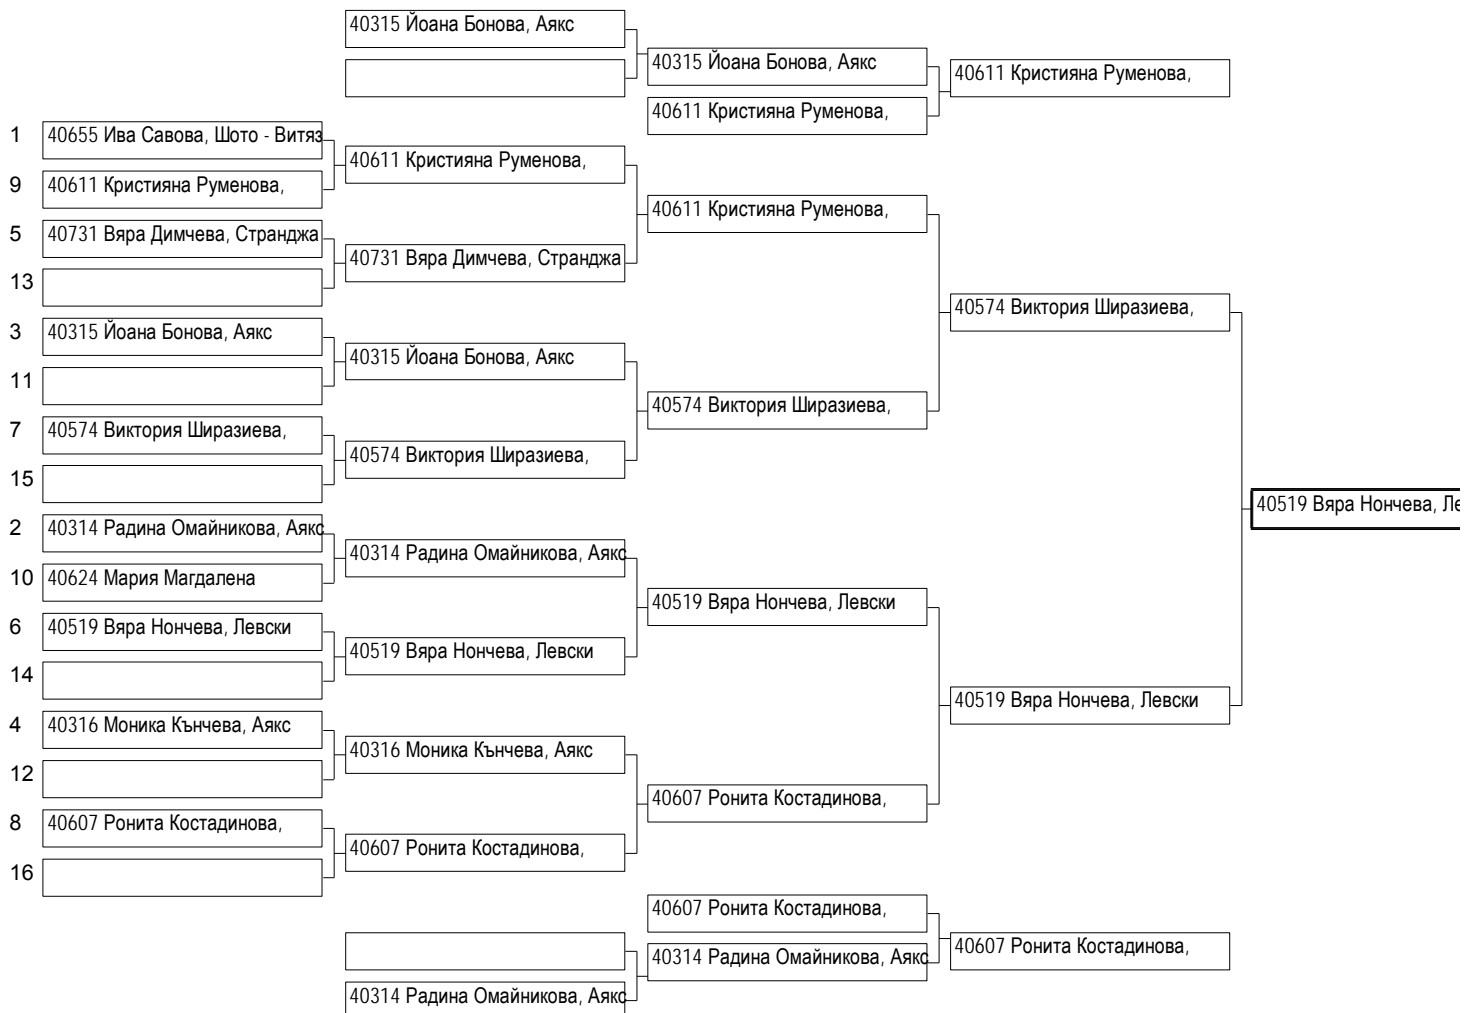 40315 Йоана Бонова, Аякс
40315 Йоана Бонова, Аякс
40611 Кристияна Руменова,
40611 Кристияна Руменова,
1 40655 Ива Савова, Шото - Витяз
40611 Кристияна Руменова,
9 40611 Кристияна Руменова,
40611 Кристияна Руменова,
5 40731 Вяра Димчева, Странджа
40731 Вяра Димчева, Странджа
13
40574 Виктория Ширазиева,
3 40315 Йоана Бонова, Аякс
40315 Йоана Бонова, Аякс
11
40574 Виктория Ширазиева,
7 40574 Виктория Ширазиева,
40574 Виктория Ширазиева,
15
40519 Вяра Нончева, Ле
2 40314 Радина Омайникова, Аякс
40314 Радина Омайникова, Аякс
10 40624 Мария Магдалена
40519 Вяра Нончева, Левски
6 40519 Вяра Нончева, Левски
40519 Вяра Нончева, Левски
14
40519 Вяра Нончева, Левски
4 40316 Моника Кънчева, Аякс
40316 Моника Кънчева, Аякс
12
40607 Ронита Костадинова,
8 40607 Ронита Костадинова,
40607 Ронита Костадинова,
16
40607 Ронита Костадинова,
40607 Ронита Костадинова,
40314 Радина Омайникова, Аякс
40314 Радина Омайникова, Аякс